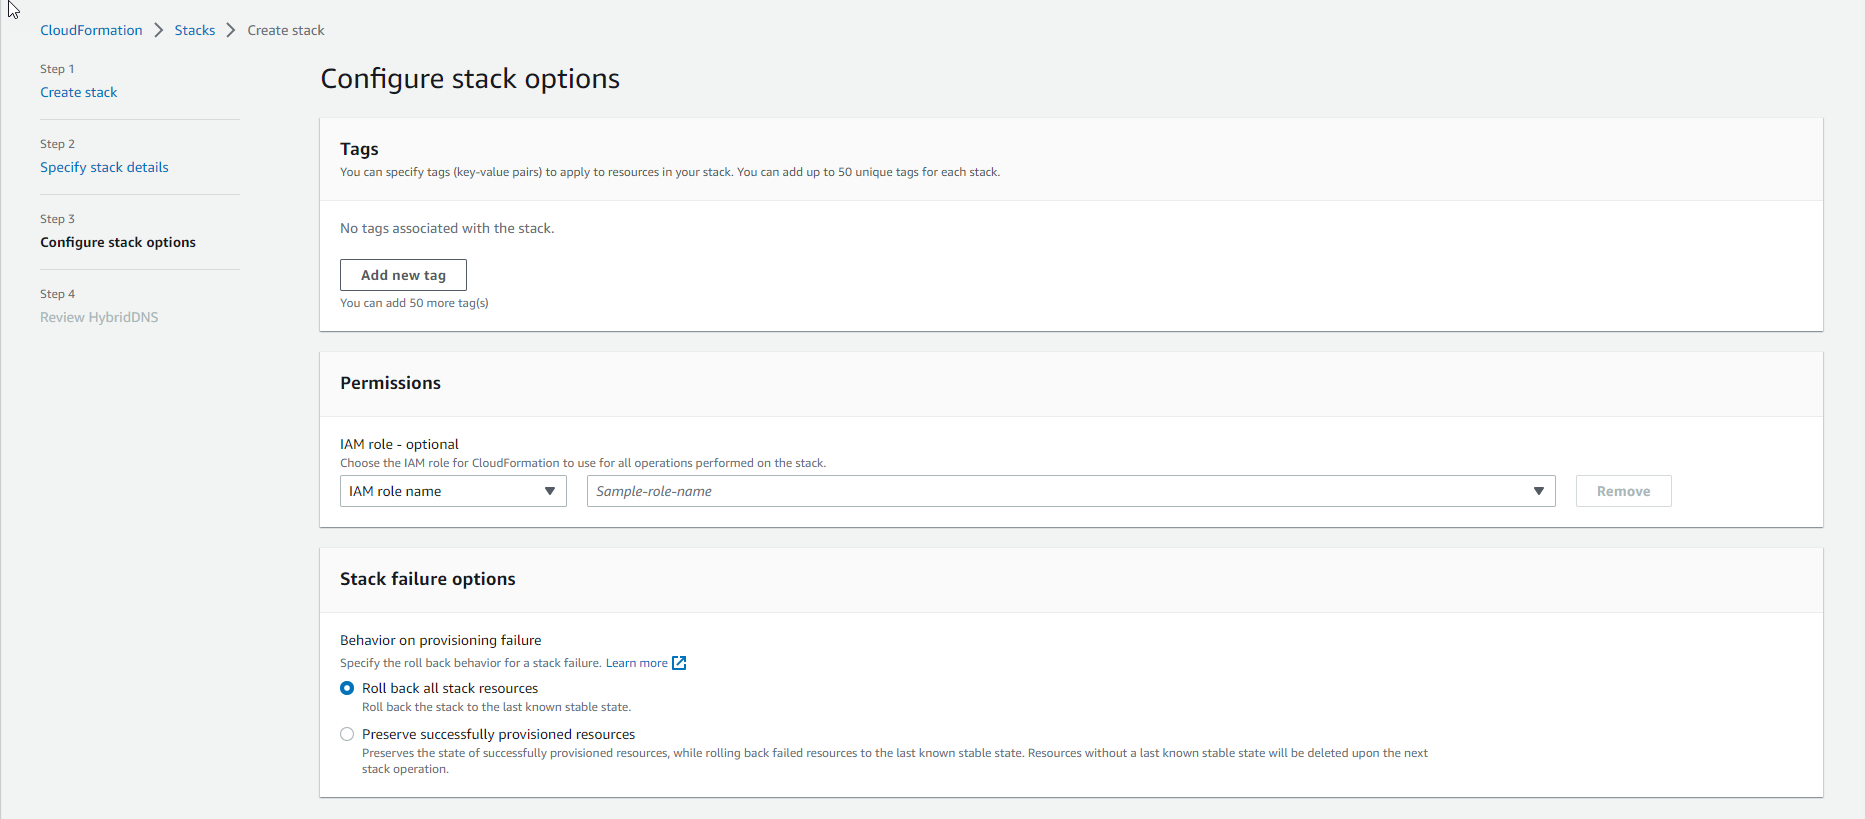 CloudFormation > Stacks > Create stack
Step 1
Create stack
Step 2
Specify stack details
Step 3
Configure stack options
Step 4
Review HybridDNS
Configure stack options
Tags
You can specify tags (key-value pairs) to apply to resources in your stack. You can add up to 50 unique tags for each stack.
No tags associated with the stack.
Add new tag
You can add 50 more tag(s)
Permissions
IAM role - optional
Choose the IAM role for CloudFormation to use for all operations performed on the stack.
IAM role name Sample-role-name Remove
Stack failure options
Behavior on provisioning failure
Specify the roll back behavior for a stack failure. Learn more
Roll back all stack resources
Roll back the stack to the last known stable state.
Preserve successfully provisioned resources
Preserves the state of successfully provisioned resources, while rolling back failed resources to the last known stable state. Resources without a last known stable state will be deleted upon the next
stack operation.